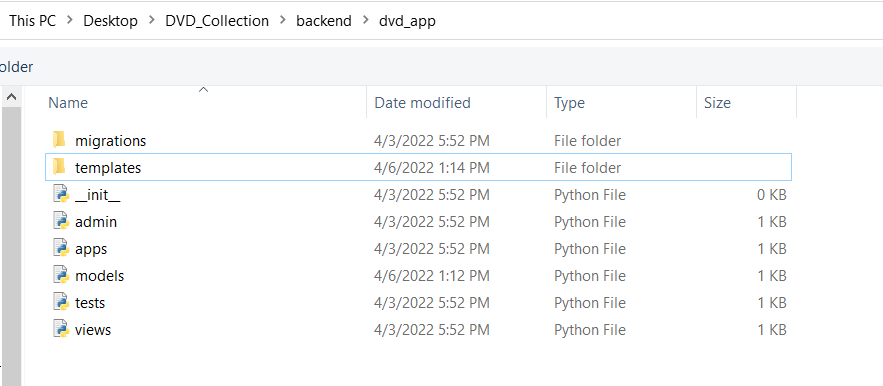 This PC > Desktop > DVD_Collection > backend > dvd_app
older
Name Date modified Type Size
migrations 4/3/2022 5:52 PM File folder
templates 4/6/2022 1:14 PM File folder
__init__ 4/3/2022 5:52 PM Python File 0 KB
admin 4/3/2022 5:52 PM Python File 1 KB
apps 4/3/2022 5:52 PM Python File 1 KB
models 4/6/2022 1:12 PM Python File 1 KB
tests 4/3/2022 5:52 PM Python File 1 KB
views 4/3/2022 5:52 PM Python File 1 KB